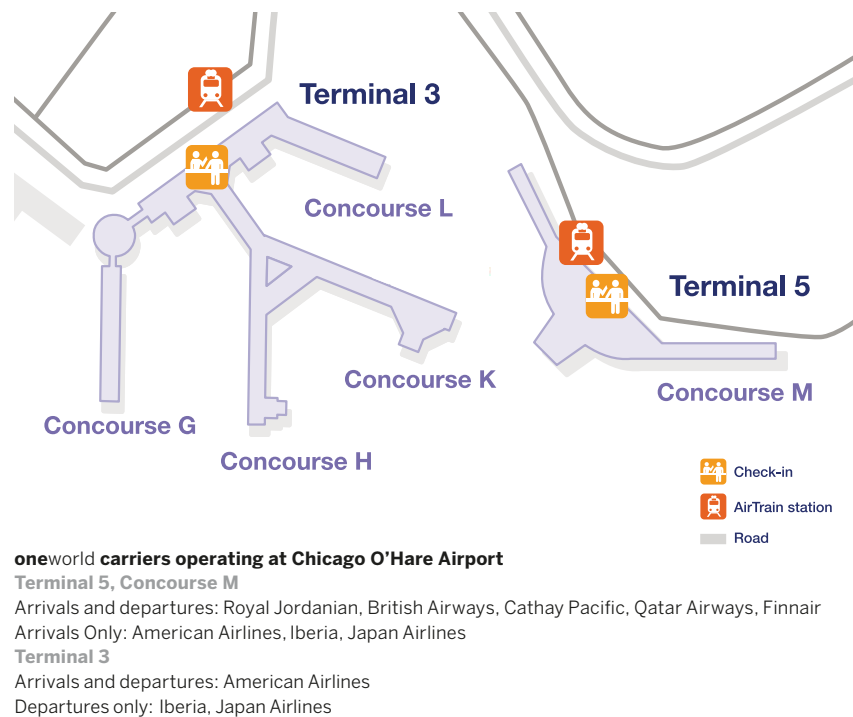 Terminal 3
Concourse L
Terminal 5
Concourse K
Concourse M
Concourse G
Concourse H
Check-in
AirTrain station
Road
oneworld carriers operating at Chicago O’Hare Airport
Terminal 5, Concourse M
Arrivals and departures: Royal Jordanian, British Airways, Cathay Pacific, Qatar Airways, Finnair
Arrivals Only: American Airlines, Iberia, Japan Airlines
Terminal 3
Arrivals and departures: American Airlines
Departures only: Iberia, Japan Airlines